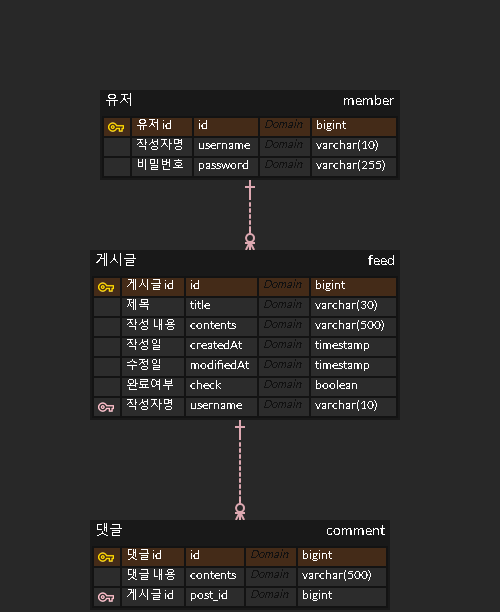 유저 member
유저 id id Domain bigint
작성자명 username Domain varchar(10)
비밀번호 password Domain varchar(255)
게시글 feed
게시글 id id Domain bigint
제목 title Domain varchar(30)
작성 내용 contents Domain varchar(500)
작성일 createdAt Domain timestamp
수정일 modifiedAt Domain timestamp
완료여부 check Domain boolean
작성자명 username Domain varchar(10)
댓글 comment
댓글 id id Domain bigint
댓글 내용 contents Domain varchar(500)
게시글 id post_id Domain bigint